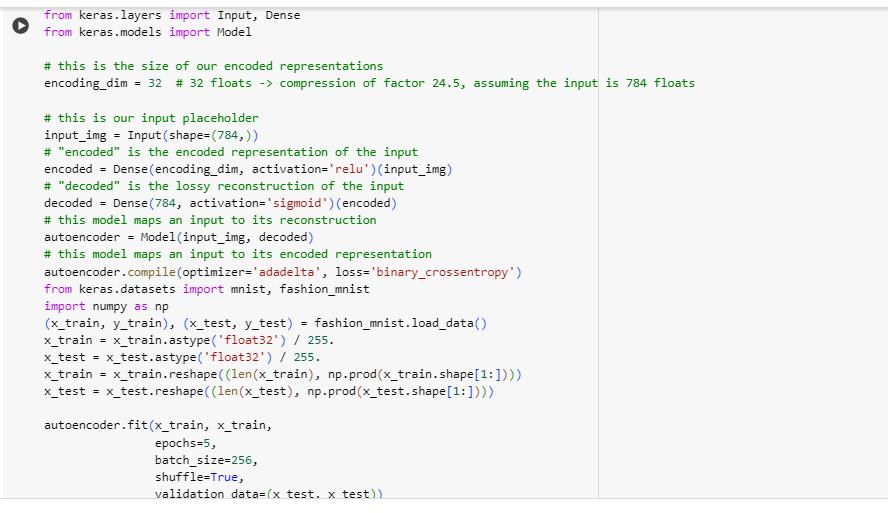 from keras.layers import Input, Dense
from keras.models import Model

# this is the size of our encoded representations
encoding_dim = 32  # 32 floats -> compression of factor 24.5, assuming the input is 784 floats

# this is our input placeholder
input_img = Input(shape=(784,))
# "encoded" is the encoded representation of the input
encoded = Dense(encoding_dim, activation='relu')(input_img)
# "decoded" is the lossy reconstruction of the input
decoded = Dense(784, activation='sigmoid')(encoded)
# this model maps an input to its reconstruction
autoencoder = Model(input_img, decoded)
# this model maps an input to its encoded representation
autoencoder.compile(optimizer='adadelta', loss='binary_crossentropy')
from keras.datasets import mnist, fashion_mnist
import numpy as np
(x_train, y_train), (x_test, y_test) = fashion_mnist.load_data()
x_train = x_train.astype('float32') / 255.
x_test = x_test.astype('float32') / 255.
x_train = x_train.reshape((len(x_train), np.prod(x_train.shape[1:])))
x_test = x_test.reshape((len(x_test), np.prod(x_test.shape[1:])))

autoencoder.fit(x_train, x_train,
                epochs=5,
                batch_size=256,
                shuffle=True,
                validation_data=(x_test, x_test))